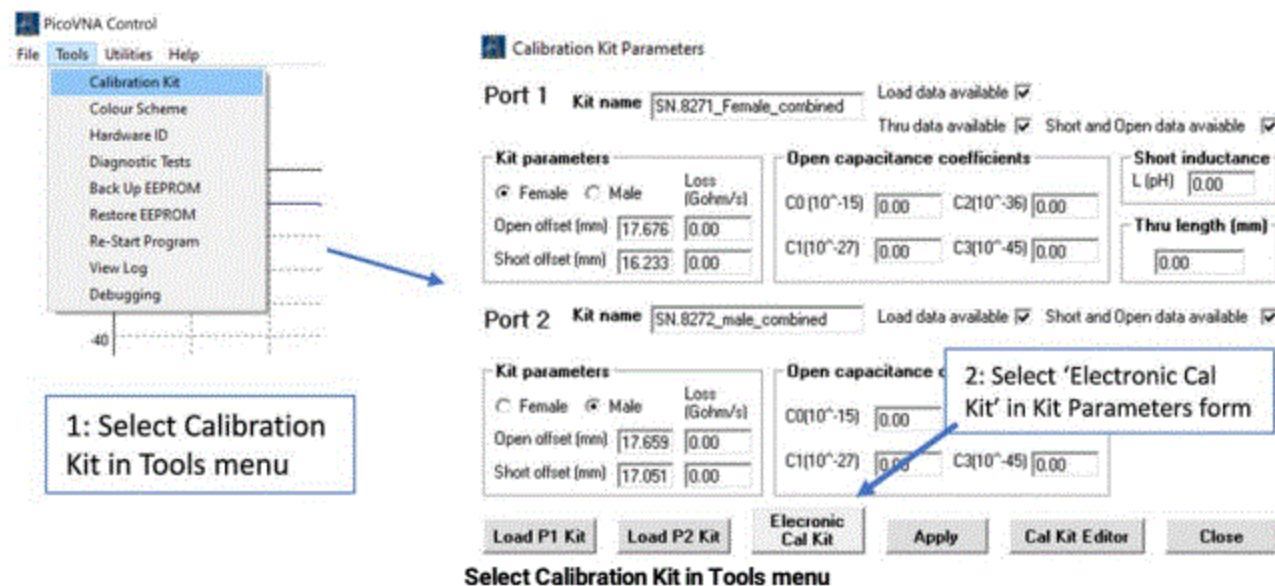 PicoVNA Control
File Tools Utilities Help
Calibration Kit
Colour Scheme
Hardware ID
Diagnostic Tests
Back Up EEPROM
Restore EEPROM
Re-Start Program
View Log
Debugging
-40
1: Select Calibration
Kit in Tools menu
Calibration Kit Parameters
Port 1 Kit name SN.8271_Female_combined Load data available
Thru data available Short and Open data avaiable
Kit parameters Open capacitance coefficients Short inductance
Female Male Loss (Gohm/s) C0 (10^-15) 0.00 C2(10^-36) 0.00 L (pH) 0.00
Open offset (mm) 17.676 0.00 Thru length (mm)
Short offset (mm) 16.233 0.00 C1(10^-27) 0.00 C3(10^-45) 0.00 0.00
Port 2 Kit name SN.8272_male_combined Load data available Short and Open data available
Kit parameters Open capacitance
Female Male Loss (Gohm/s) C0(10^-15) 0.00
Open offset (mm) 17.659 0.00
Short offset (mm) 17.051 0.00 C1(10^-27) 0.00 C3(10^-45) 0.00
2: Select ‘Electronic Cal
Kit’ in Kit Parameters form
Load P1 Kit Load P2 Kit Elecronic Cal Kit Apply Cal Kit Editor Close
Select Calibration Kit in Tools menu